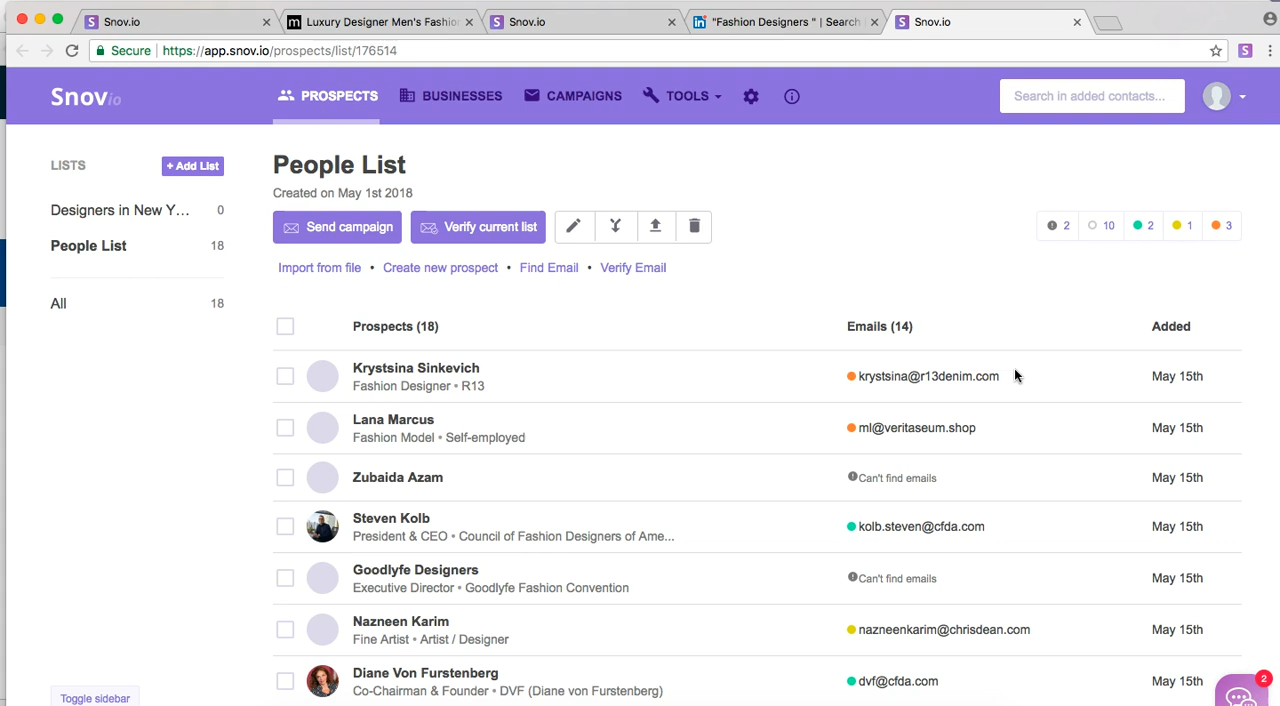 Snov.io
Luxury Designer Men's Fashion
Snov.io
"Fashion Designers " | Search
Snov.io
Secure | https://app.snov.io/prospects/list/176514
Snovio
PROSPECTS
BUSINESSES
CAMPAIGNS
TOOLS
Search in added contacts...
LISTS
+ Add List
Designers in New Y... 0
People List 18
All 18
People List
Created on May 1st 2018
Send campaign
Verify current list
2 10 2 1 3
Import from file • Create new prospect • Find Email • Verify Email
Prospects (18) Emails (14) Added
Krystsina Sinkevich
Fashion Designer • R13
krystsina@r13denim.com
May 15th
Lana Marcus
Fashion Model • Self-employed
ml@veritaseum.shop
May 15th
Zubaida Azam
Can't find emails
May 15th
Steven Kolb
President & CEO • Council of Fashion Designers of Ame...
kolb.steven@cfda.com
May 15th
Goodlyfe Designers
Executive Director • Goodlyfe Fashion Convention
Can't find emails
May 15th
Nazneen Karim
Fine Artist • Artist / Designer
nazneenkarim@chrisdean.com
May 15th
Diane Von Furstenberg
Co-Chairman & Founder • DVF (Diane von Furstenberg)
dvf@cfda.com
May 15th
Toggle sidebar
2